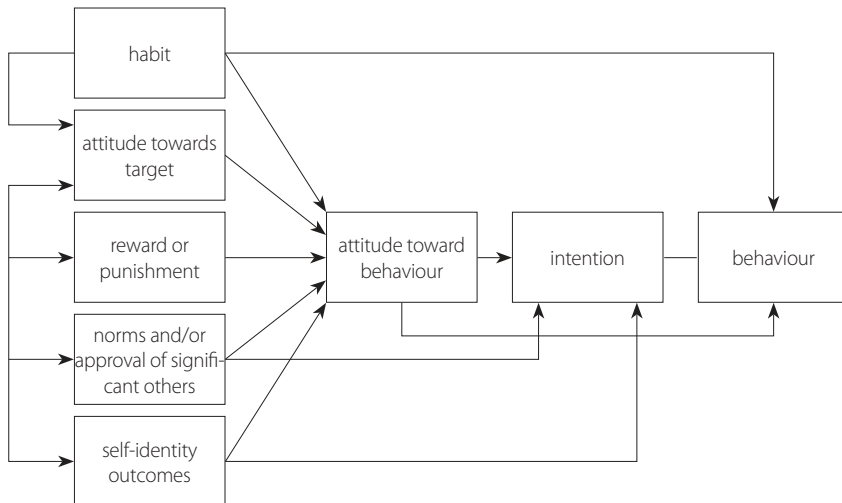 habit
attitude towards
target
reward or
punishment
norms and/or
approval of signifi-
cant others
self-identity
outcomes
attitude toward
behaviour
intention
behaviour